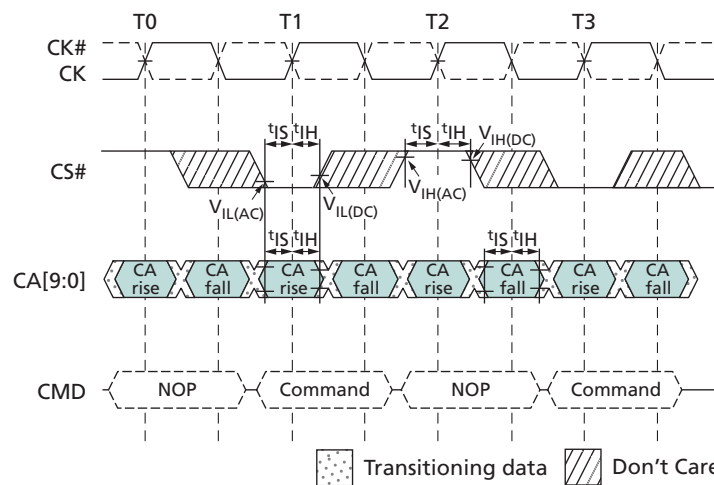 T0 T1 T2 T3
CK#
CK
tIS tIH tIS tIH VIH(DC)
CS#
VIL(AC) VIL(DC) VIH(AC)
tIS tIH tIS tIH
CA[9:0]
CA rise CA fall CA rise CA fall CA rise CA fall CA rise CA fall
CMD NOP Command NOP Command
Transitioning data Don't Care